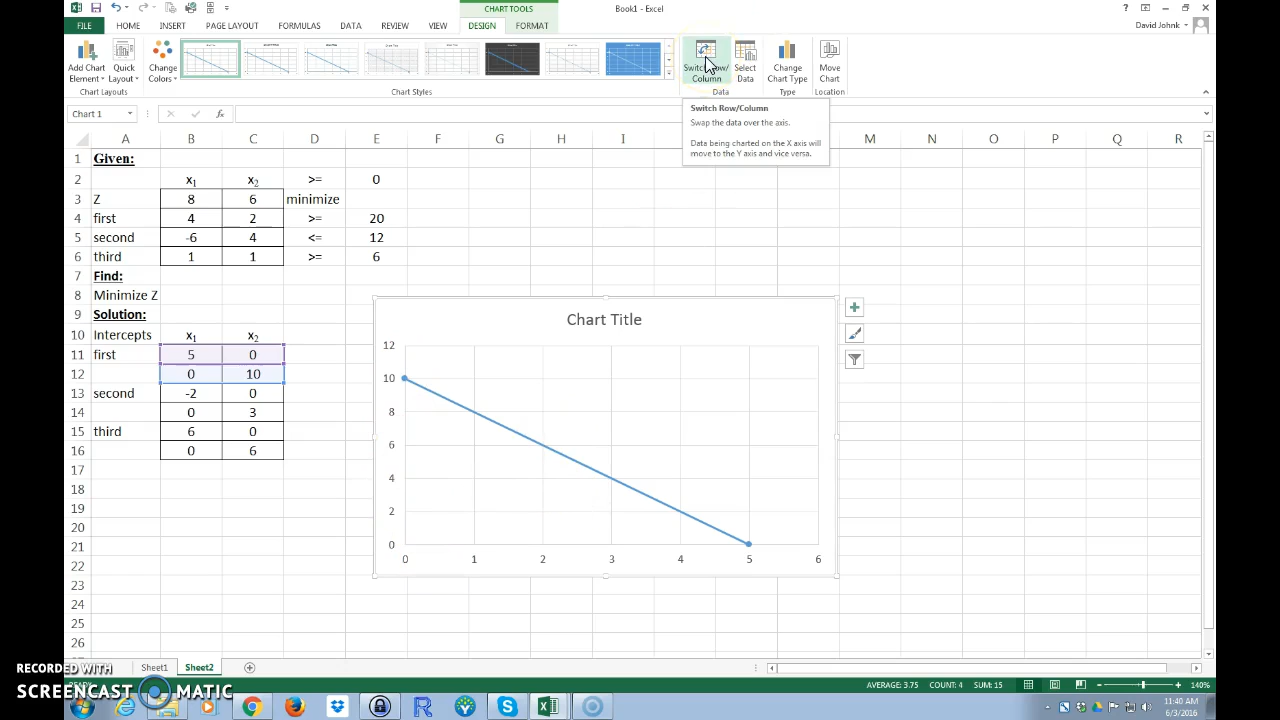 CHART TOOLS
Book1 - Excel
FILE HOME INSERT PAGE LAYOUT FORMULAS DATA REVIEW VIEW DESIGN FORMAT
David Johnk
Add Chart Element
Quick Layout
Change Colors
Switch Row/Column
Select Data
Change Chart Type
Move Chart
Chart Layouts
Chart Styles
Data
Type
Location
Chart 1
fx
Switch Row/Column
Swap the data over the axis.
Data being charted on the X axis will
move to the Y axis and vice versa.
A B C D E F G H I M N O P Q R
1 Given:
2 x1 x2 >= 0
3 Z 8 6 minimize
4 first 4 2 >= 20
5 second -6 4 <= 12
6 third 1 1 >= 6
7 Find:
8 Minimize Z
9 Solution:
10 Intercepts x1 x2
11 first 5 0
12 0 10
13 second -2 0
14 0 3
15 third 6 0
16 0 6
17
18
19
20
21
22
23
24
25
26
Chart Title
12
10
8
6
4
2
0
0 1 2 3 4 5 6
Sheet1 Sheet2
RECORDED WITH
SCREENCAST MATIC
AVERAGE: 3.75 COUNT: 4 SUM: 15 140%
11:40 AM
6/3/2016